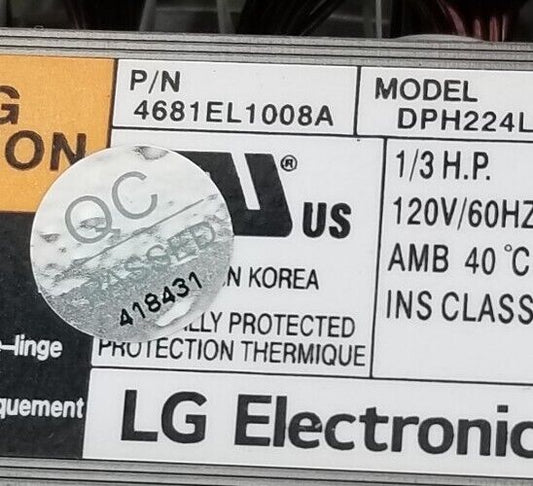 G
ON
P/N
4681EL1008A
MODEL
DPH224L
QC
PASSED
418431
®
US
N KOREA
LLY PROTECTED
PROTECTION THERMIQUE
1/3 H.P.
120V/60HZ
AMB 40 °C
INS CLASS
-linge
quement
LG Electronic